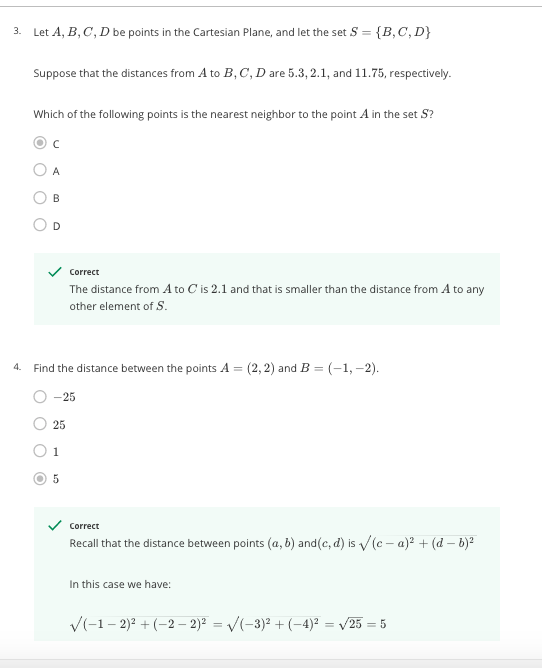 3. Let A, B, C, D be points in the Cartesian Plane, and let the set S = {B, C, D}
Suppose that the distances from A to B, C, D are 5.3, 2.1, and 11.75, respectively.
Which of the following points is the nearest neighbor to the point A in the set S?
C
A
B
D
Correct
The distance from A to C is 2.1 and that is smaller than the distance from A to any
other element of S.
4. Find the distance between the points A = (2, 2) and B = (−1, −2).
−25
25
1
5
Correct
Recall that the distance between points (a, b) and(c, d) is √(c − a)² + (d − b)²
In this case we have:
√(−1 − 2)² + (−2 − 2)² = √(−3)² + (−4)² = √25 = 5